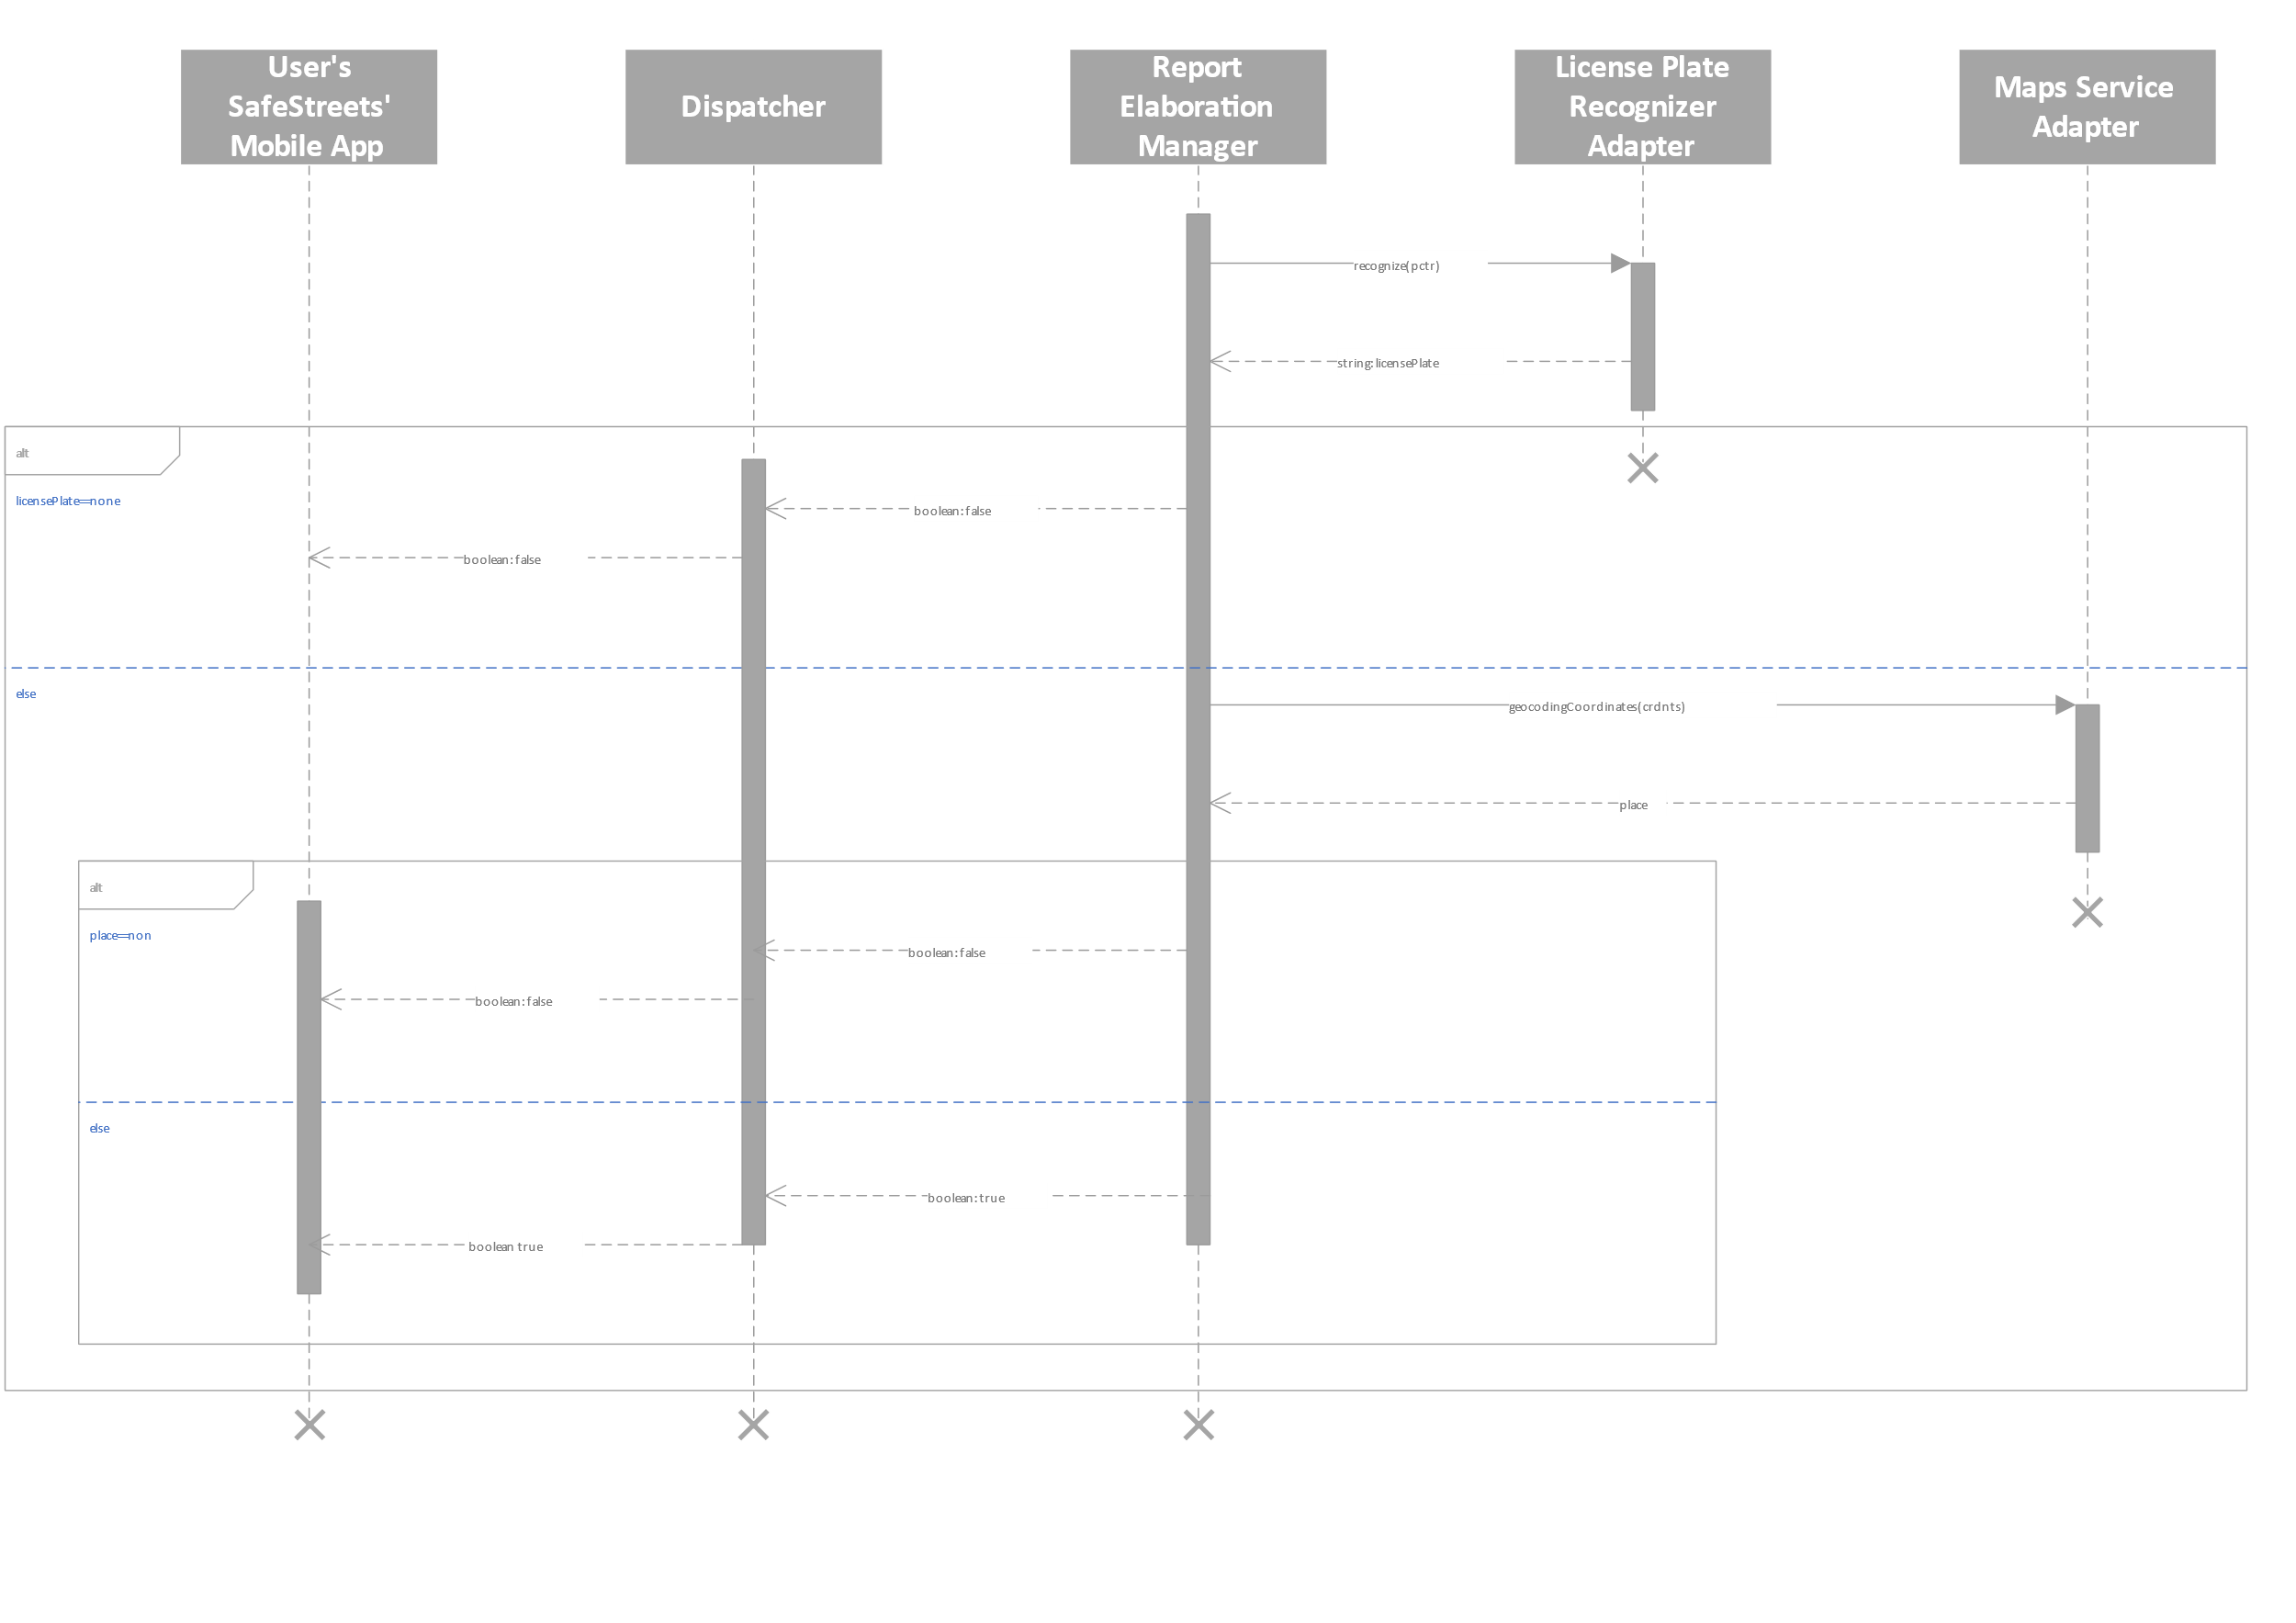 User's
SafeStreets'
Mobile App
Dispatcher
Report
Elaboration
Manager
License Plate
Recognizer
Adapter
Maps Service
Adapter
recognize(pctr)
string:licensePlate
alt
licensePlate==none
boolean:false
boolean:false
else
geocodingCoordinates(crdnts)
place
alt
place==non
boolean:false
boolean:false
else
boolean:true
boolean true